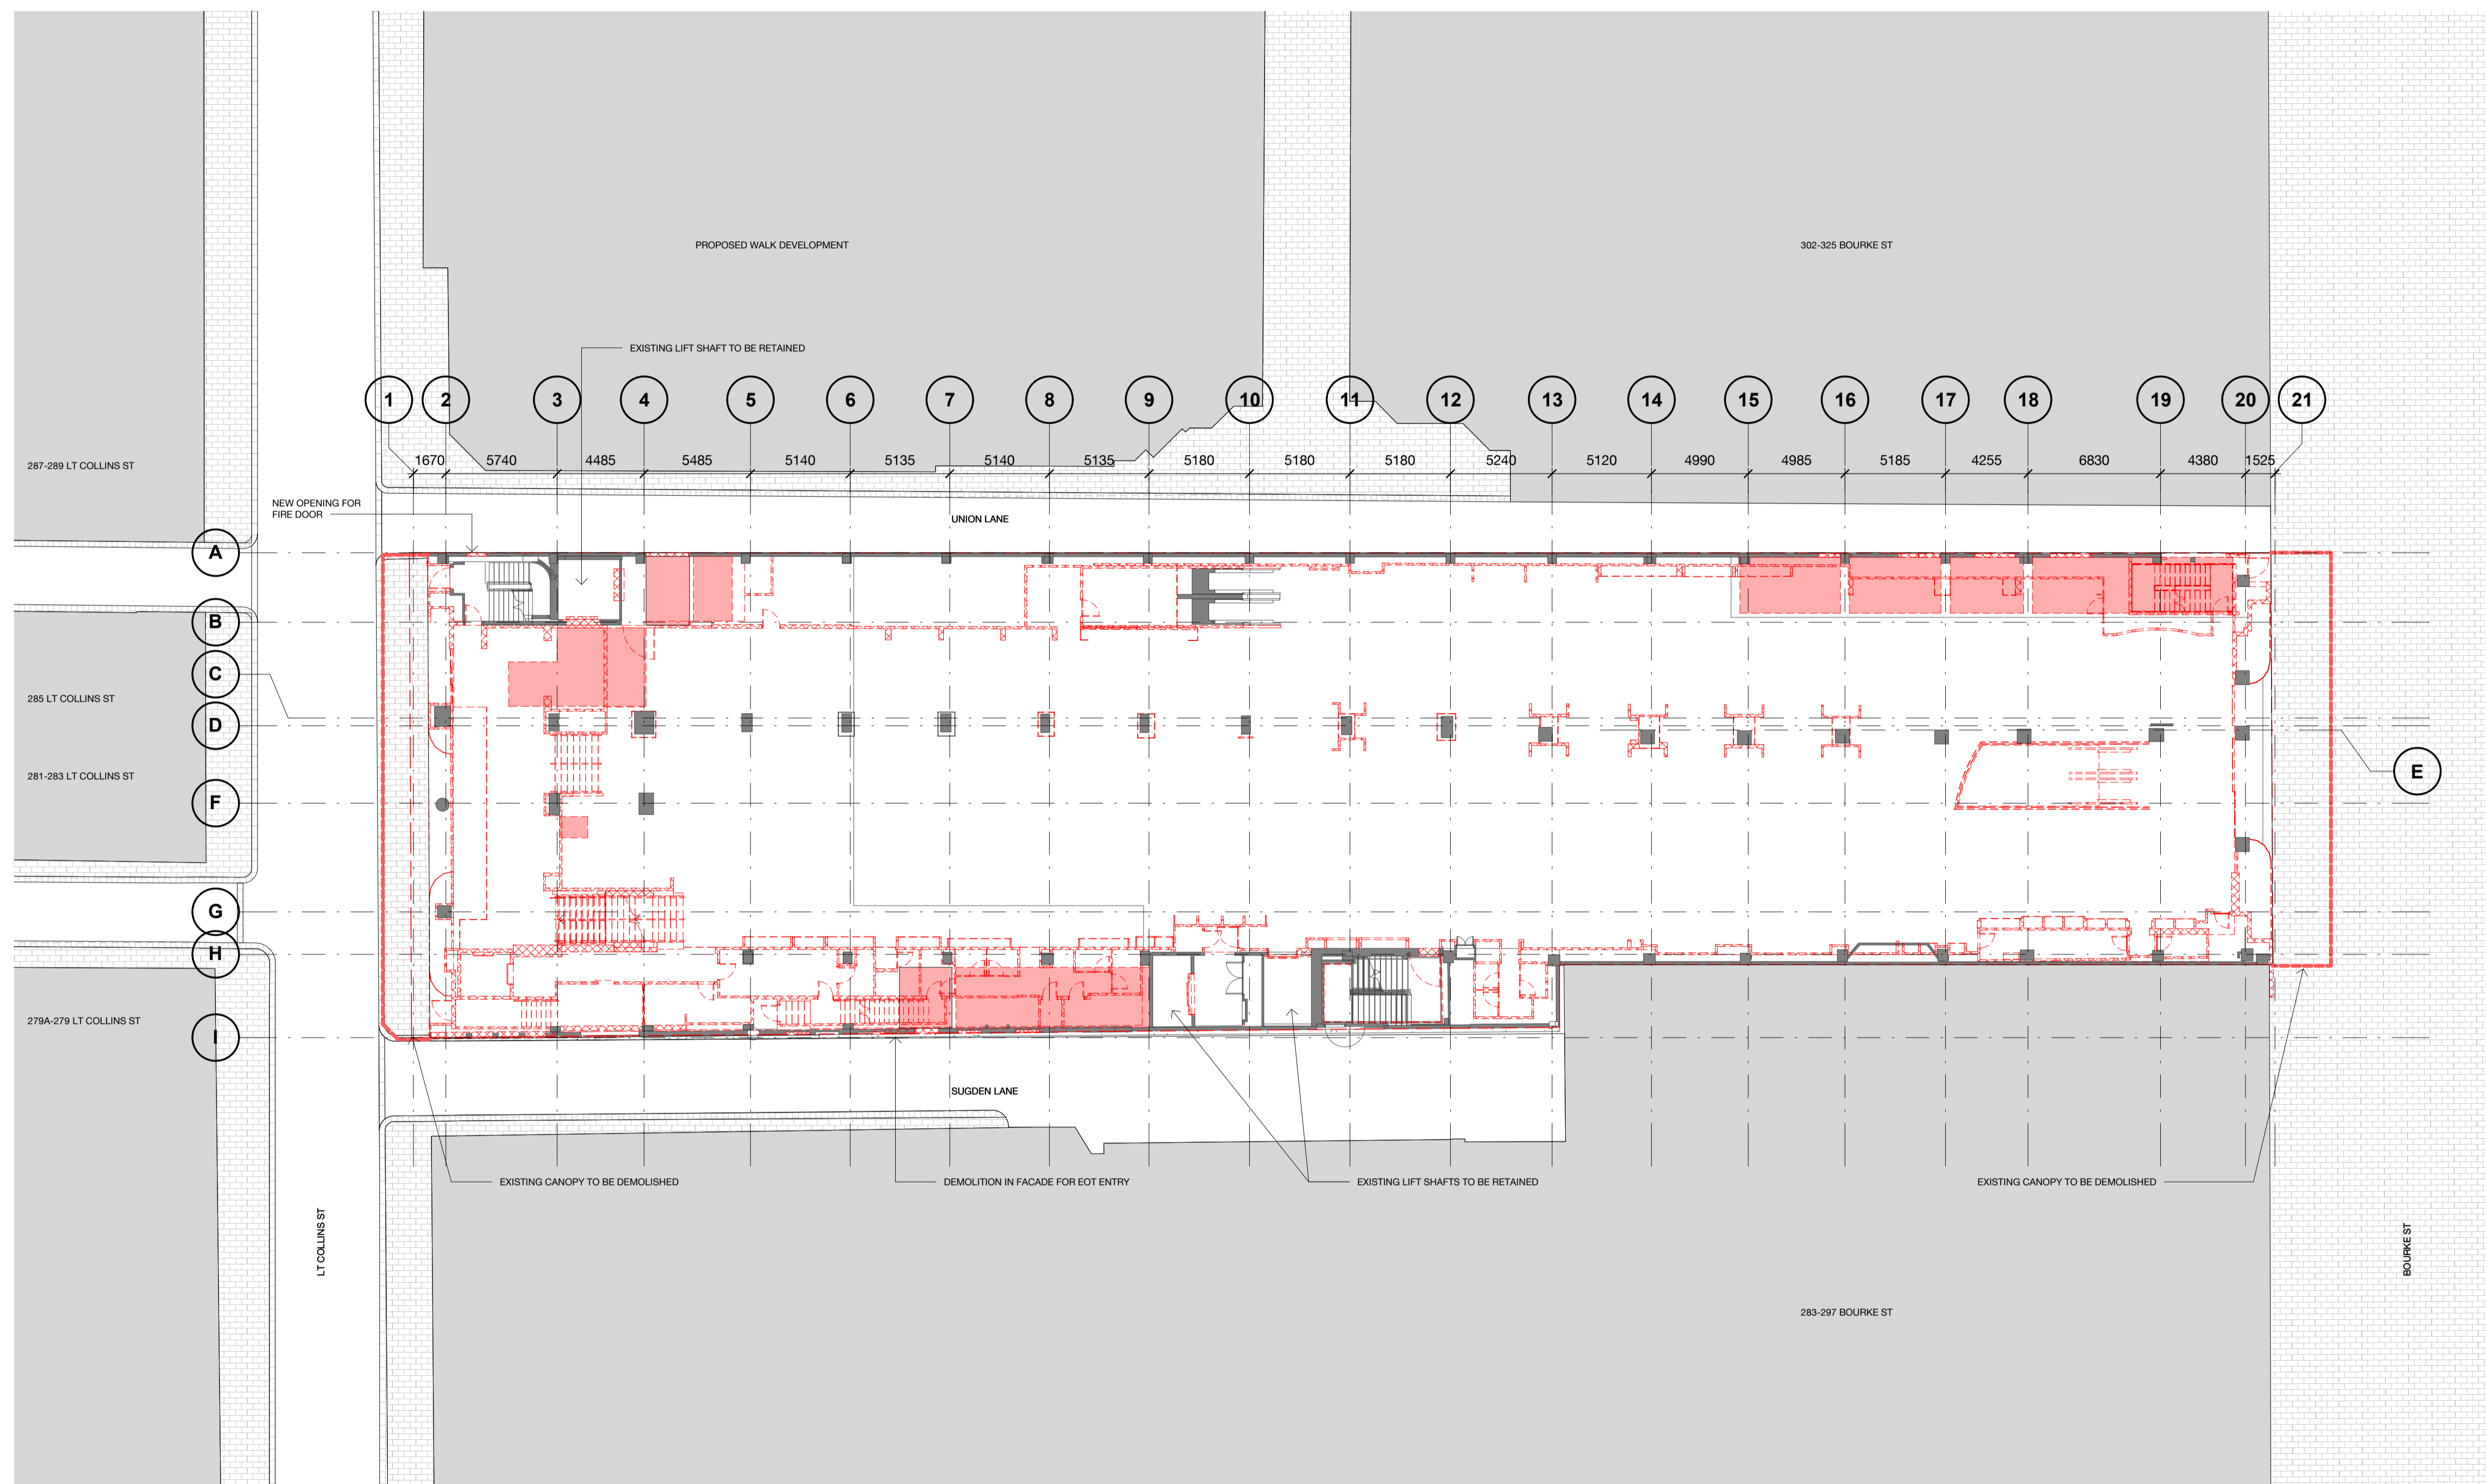 PROPOSED WALK DEVELOPMENT
302-325 BOURKE ST
EXISTING LIFT SHAFT TO BE RETAINED
1
2
3
4
5
6
7
8
9
10
11
12
13
14
15
16
17
18
19
20
21
1670
5740
4485
5485
5140
5135
5140
5135
5180
5180
5180
5240
5120
4990
4985
5185
4255
6830
4380
1525
287-289 LT COLLINS ST
NEW OPENING FOR
FIRE DOOR
UNION LANE
A
B
C
285 LT COLLINS ST
D
281-283 LT COLLINS ST
E
F
G
H
279A-279 LT COLLINS ST
I
SUGDEN LANE
EXISTING CANOPY TO BE DEMOLISHED
DEMOLITION IN FACADE FOR EOT ENTRY
EXISTING LIFT SHAFTS TO BE RETAINED
EXISTING CANOPY TO BE DEMOLISHED
LT COLLINS ST
BOURKE ST
283-297 BOURKE ST